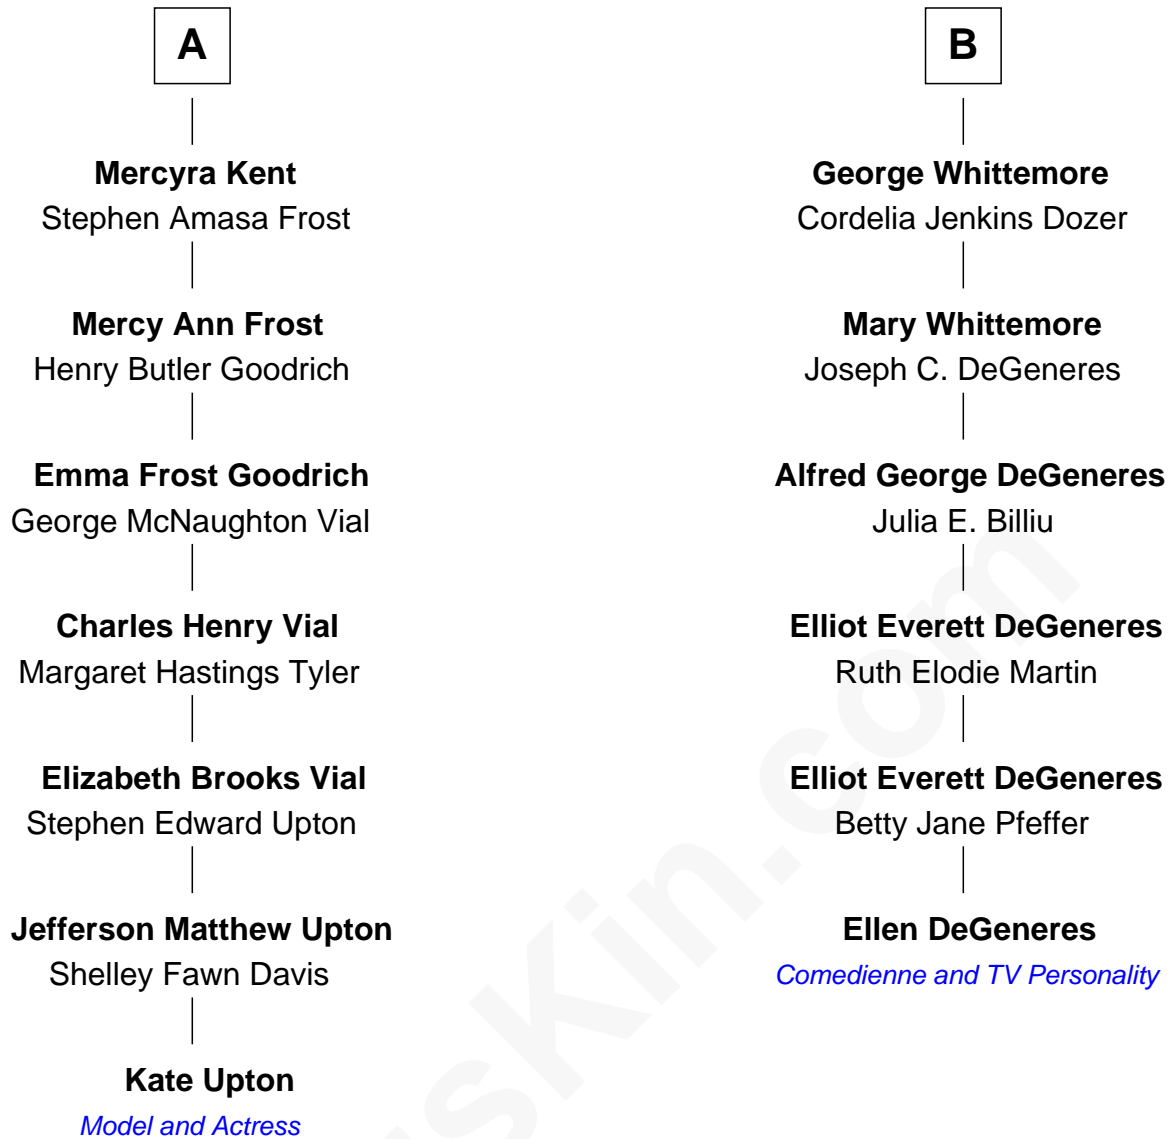 A
Mercyra Kent
Stephen Amasa Frost
Mercy Ann Frost
Henry Butler Goodrich
Emma Frost Goodrich
George McNaughton Vial
Charles Henry Vial
Margaret Hastings Tyler
Elizabeth Brooks Vial
Stephen Edward Upton
Jefferson Matthew Upton
Shelley Fawn Davis
Kate Upton
Model and Actress
B
George Whittemore
Cordelia Jenkins Dozer
Mary Whittemore
Joseph C. DeGeneres
Alfred George DeGeneres
Julia E. Billiu
Elliot Everett DeGeneres
Ruth Elodie Martin
Elliot Everett DeGeneres
Betty Jane Pfeffer
Ellen DeGeneres
Comedienne and TV Personality
sKin.com